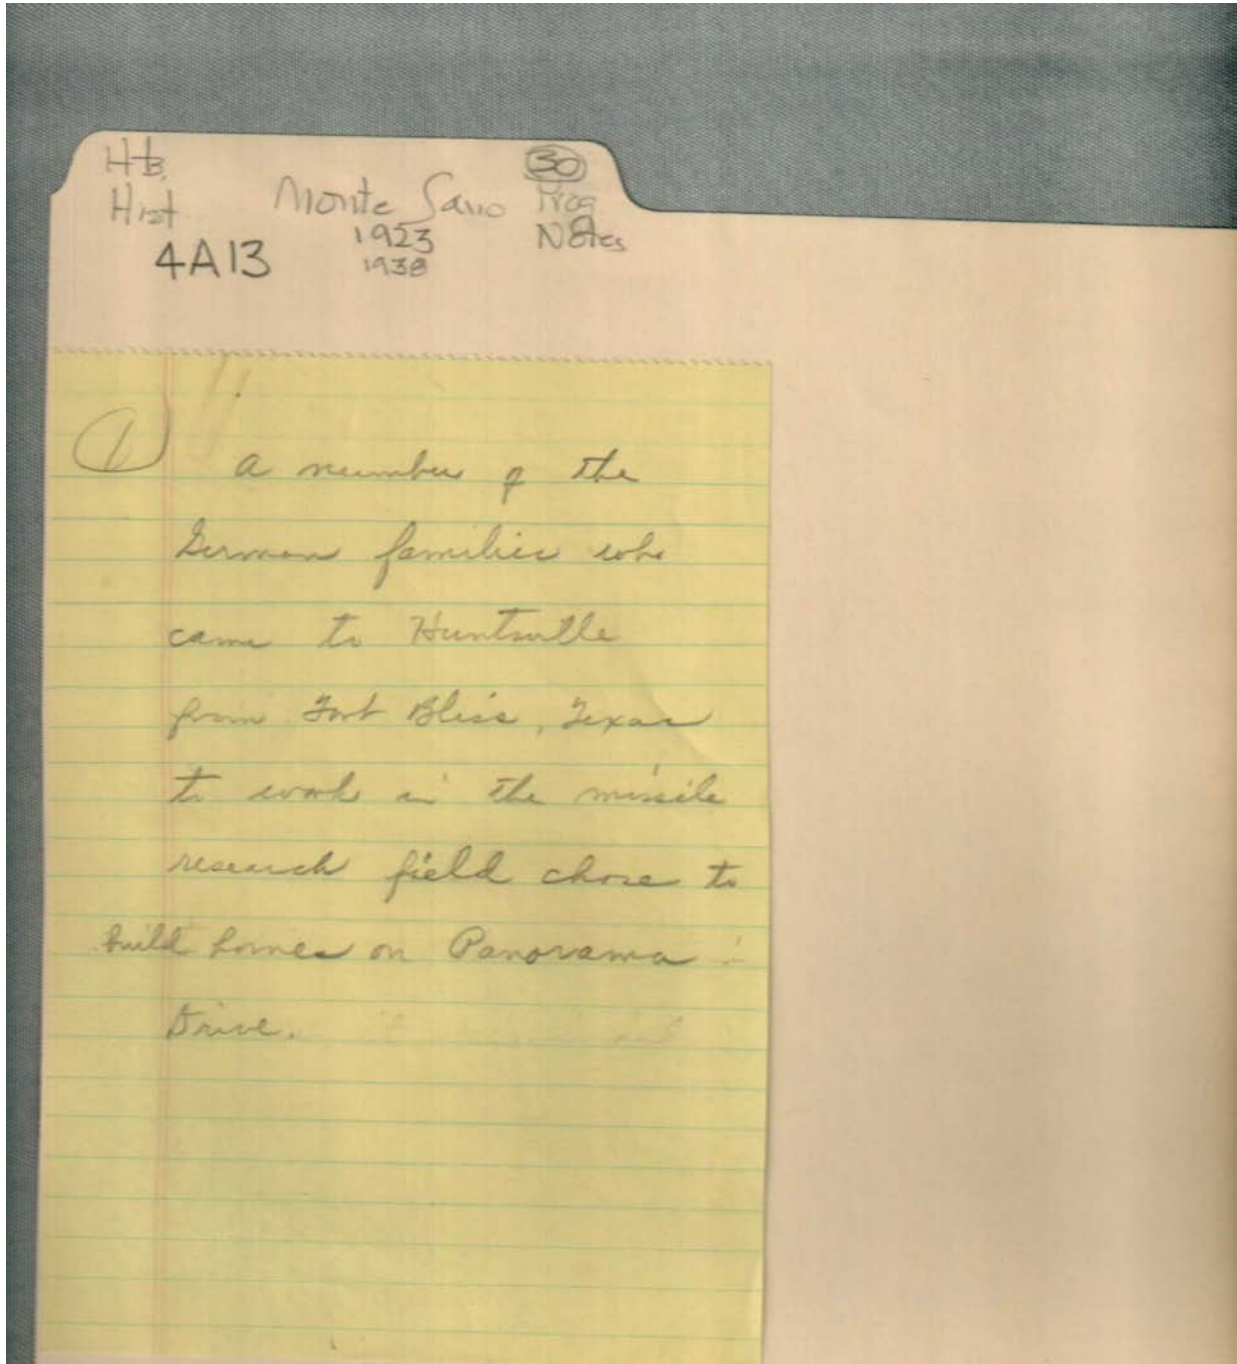 Hist
Monte Sano
30
Prog
Notes
4A13
1923
1938
1
A number of the
German families who
came to Huntsville
from Fort Bliss, Texas
to work in the missile
research field chose to
build homes on Panorama
Drive.